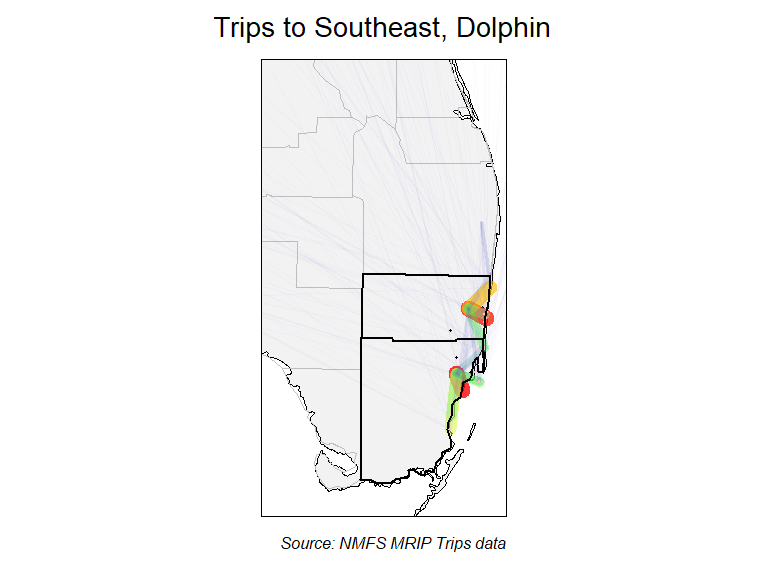 Trips to Southeast, Dolphin
Source: NMFS MRIP Trips data